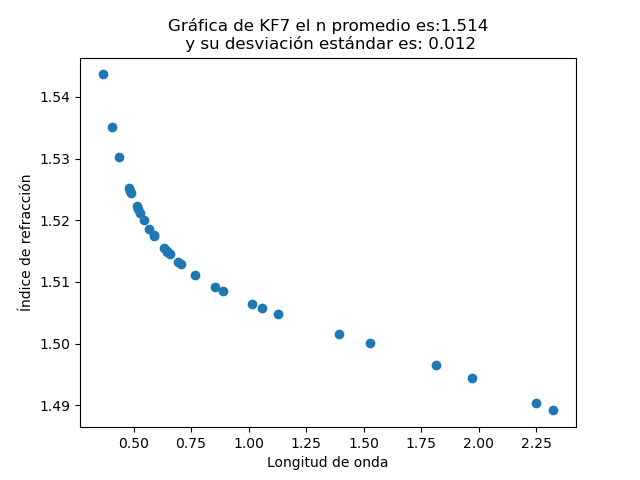 Gráfica de KF7 el n promedio es:1.514
y su desviación estándar es: 0.012
1.54
1.53
1.52
1.51
1.50
1.49
Índice de refracción
0.50 0.75 1.00 1.25 1.50 1.75 2.00 2.25
Longitud de onda